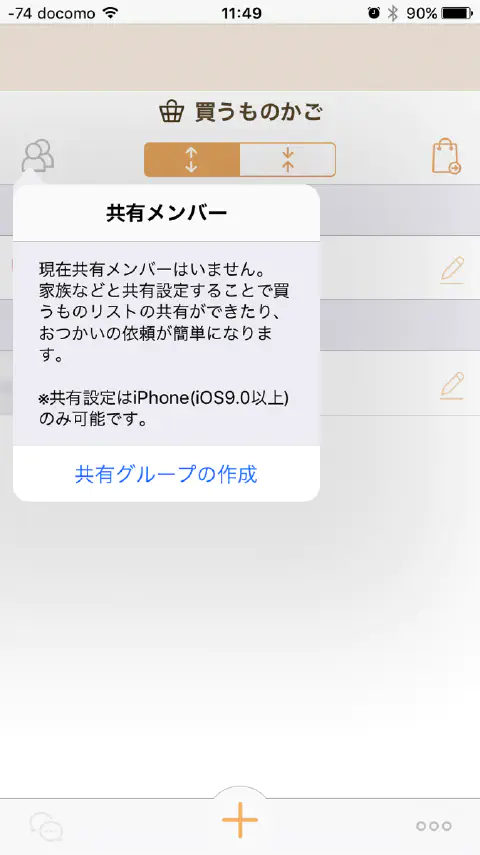 -74 docomo 11:49 90%
買うものかご
共有メンバー
現在共有メンバーはいません。
家族などと共有設定することで買
うものリストの共有ができたり、
おつかいの依頼が簡単になりま
す。
※共有設定はiPhone(iOS9.0以上)
のみ可能です。
共有グループの作成